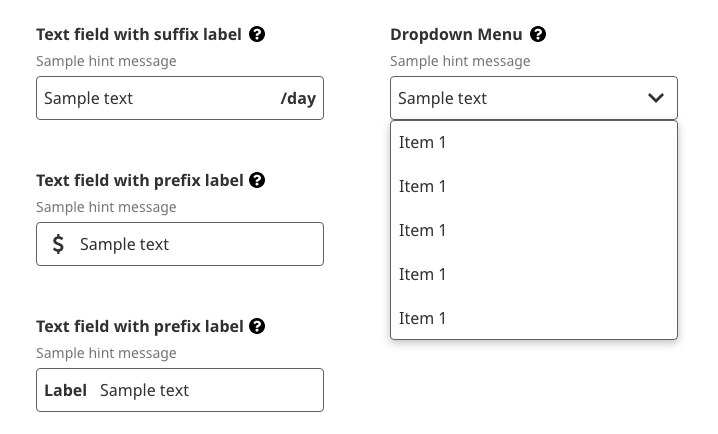 Text field with suffix label
Sample hint message
Sample text /day
Text field with prefix label
Sample hint message
$ Sample text
Text field with prefix label
Sample hint message
Label Sample text
Dropdown Menu
Sample hint message
Sample text
Item 1
Item 1
Item 1
Item 1
Item 1